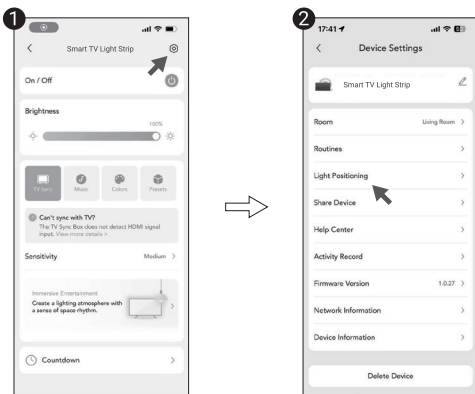 1
Smart TV Light Strip
On / Off
Brightness
100%
TV Sync
Music
Colors
Presets
Can't sync with TV?
The TV Sync Box does not detect HDMI signal
input. View more details >
Sensitivity
Medium >
Immersive Entertainment
Create a lighting atmosphere with
a sense of space rhythm.
Countdown
2
17:41
Device Settings
Smart TV Light Strip
Room
Living Room >
Routines
Light Positioning
Share Device
Help Center
Activity Record
Firmware Version
1.0.27 >
Network Information
Device Information
Delete Device